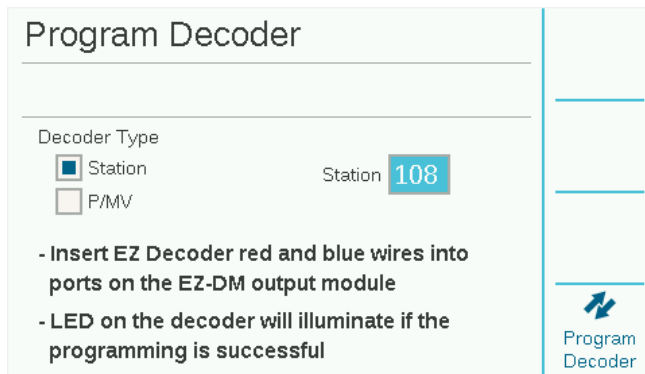 Program Decoder
Decoder Type
Station
Station 108
P/MV
- Insert EZ Decoder red and blue wires into
ports on the EZ-DM output module
- LED on the decoder will illuminate if the
programming is successful
Program
Decoder